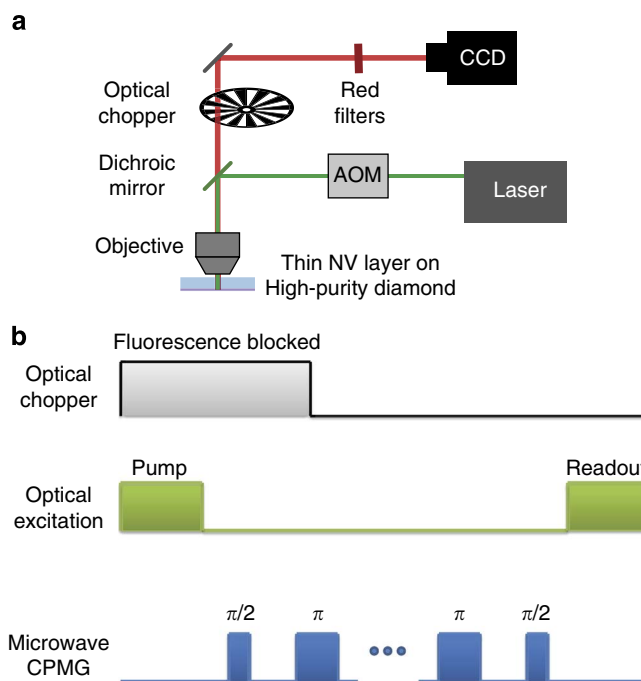 a
CCD
Optical
chopper
Red
filters
Dichroic
mirror
AOM
Laser
Objective
Thin NV layer on
High-purity diamond
b
Fluorescence blocked
Optical
chopper
Pump
Readout
Optical
excitation
π/2
π
π
π/2
Microwave
CPMG